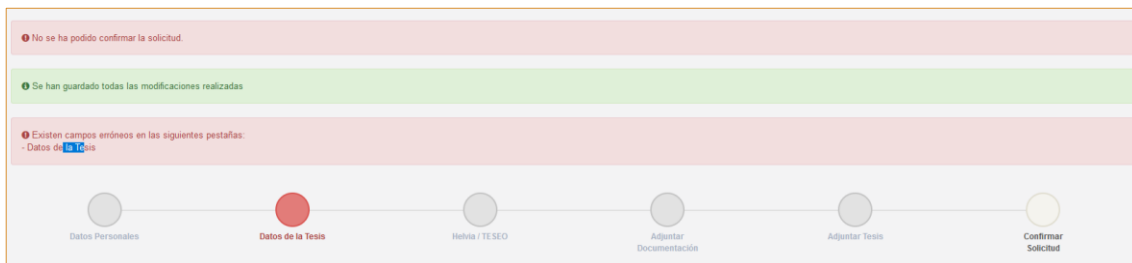 No se ha podido confirmar la solicitud.
Se han guardado todas las modificaciones realizadas
Existen campos erróneos en las siguientes pestañas:
- Datos de la Tesis
Datos Personales
Datos de la Tesis
Helvia / TESEO
Adjuntar
Documentación
Adjuntar Tesis
Confirmar
Solicitud